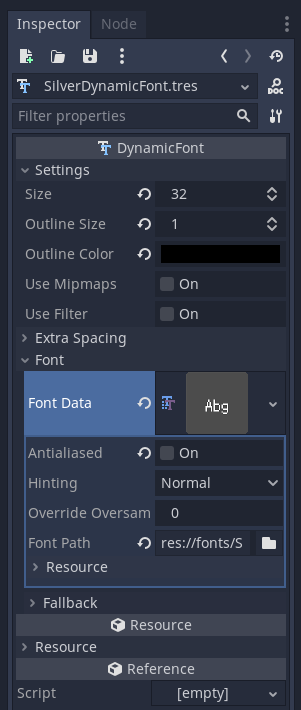 Inspector Node
SilverDynamicFont.tres DOC
Filter properties
DynamicFont
Settings
Size 32
Outline Size 1
Outline Color
Use Mipmaps On
Use Filter On
Extra Spacing
Font
Font Data Abg
Antialiased On
Hinting Normal
Override Oversam 0
Font Path res://fonts/S
Resource
Fallback
Resource
Resource
Reference
Script [empty]